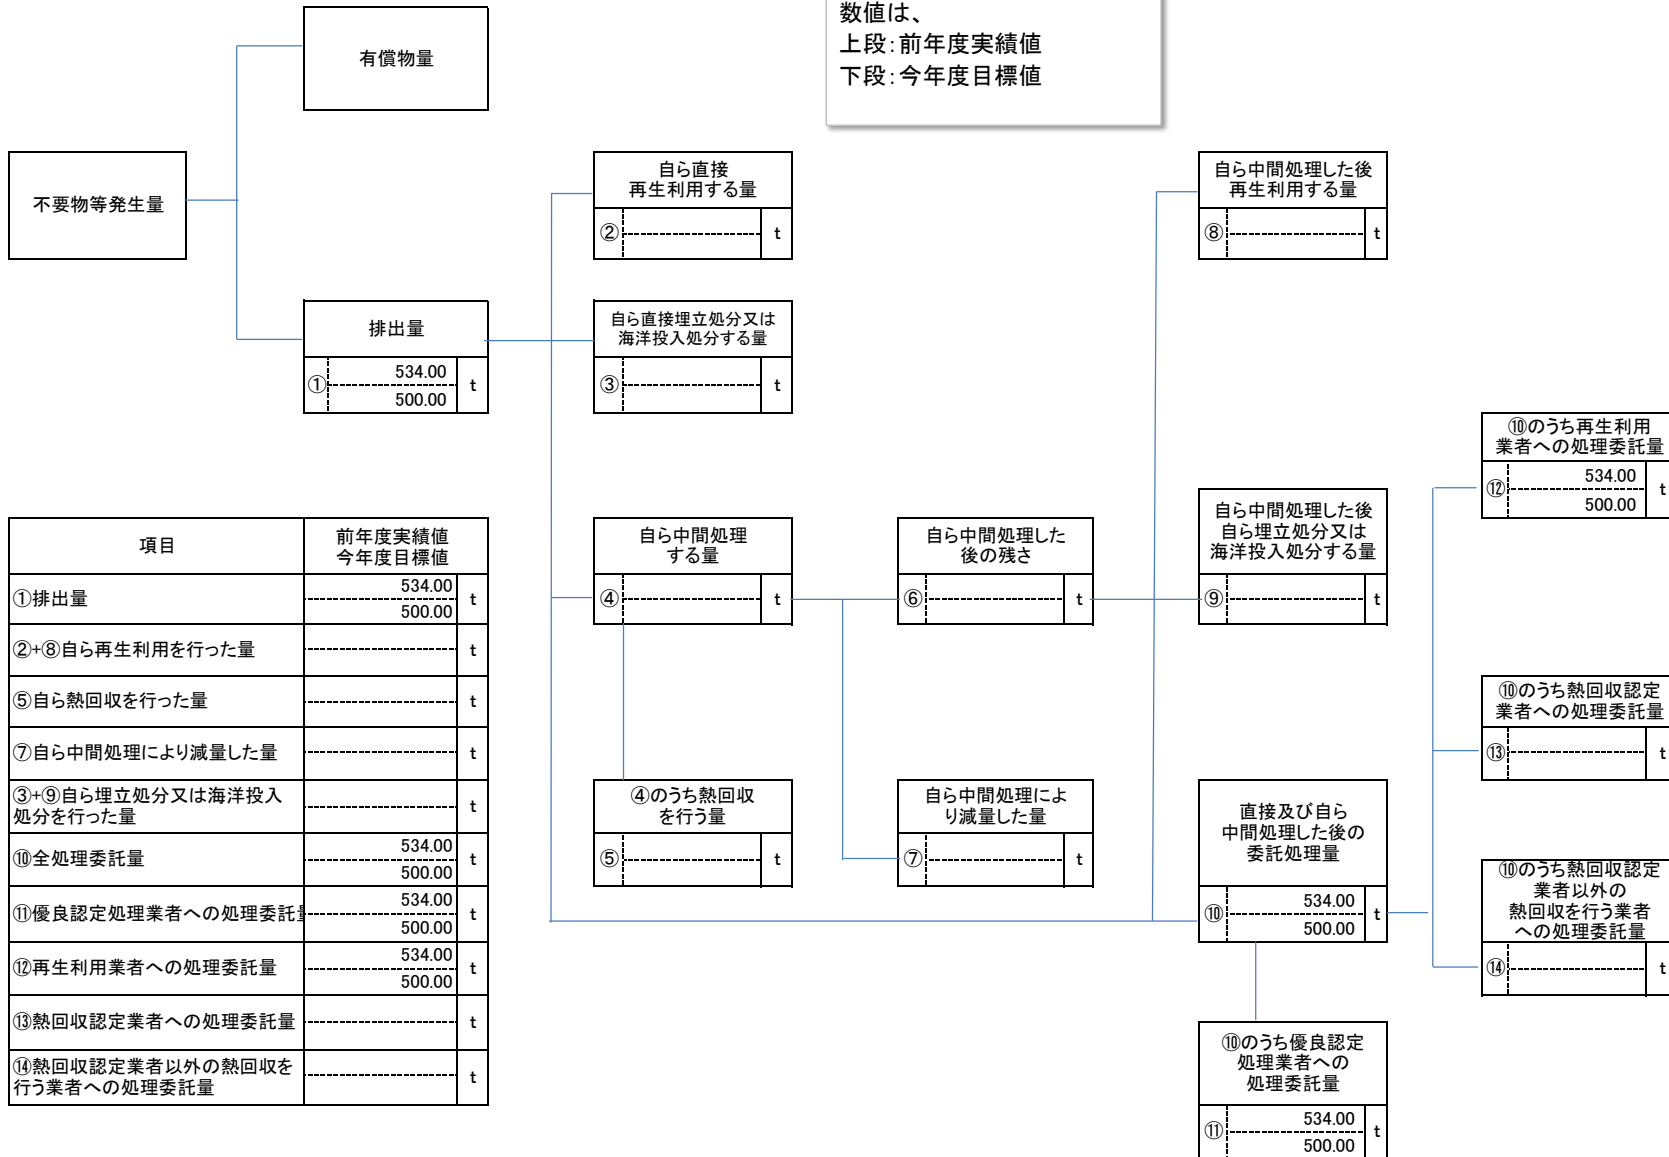 数値は、
上段：前年度実績値
下段：今年度目標値
有償物量
不要物等発生量
排出量
①
534.00
500.00
t
自ら直接
再生利用する量
②
t
自ら直接埋立処分又は
海洋投入処分する量
③
t
自ら中間処理した後
再生利用する量
⑧
t
自ら中間処理
する量
④
t
自ら中間処理した
後の残さ
⑥
t
自ら中間処理した後
自ら埋立処分又は
海洋投入処分する量
⑨
t
④のうち熱回収
を行う量
⑤
t
自ら中間処理によ
り減量した量
⑦
t
直接及び自ら
中間処理した後の
委託処理量
⑩
534.00
500.00
t
⑩のうち優良認定
処理業者への
処理委託量
⑪
534.00
500.00
t
⑩のうち再生利用
業者への処理委託量
⑫
534.00
500.00
t
⑩のうち熱回収認定
業者への処理委託量
⑬
t
⑩のうち熱回収認定
業者以外の
熱回収を行う業者
への処理委託量
⑭
t
項目
前年度実績値
今年度目標値
①排出量
534.00
500.00
t
②+⑧自ら再生利用を行った量
t
⑤自ら熱回収を行った量
t
⑦自ら中間処理により減量した量
t
③+⑨自ら埋立処分又は海洋投入
処分を行った量
t
⑩全処理委託量
534.00
500.00
t
⑪優良認定処理業者への処理委託
534.00
500.00
t
⑫再生利用業者への処理委託量
534.00
500.00
t
⑬熱回収認定業者への処理委託量
t
⑭熱回収認定業者以外の熱回収を
行う業者への処理委託量
t